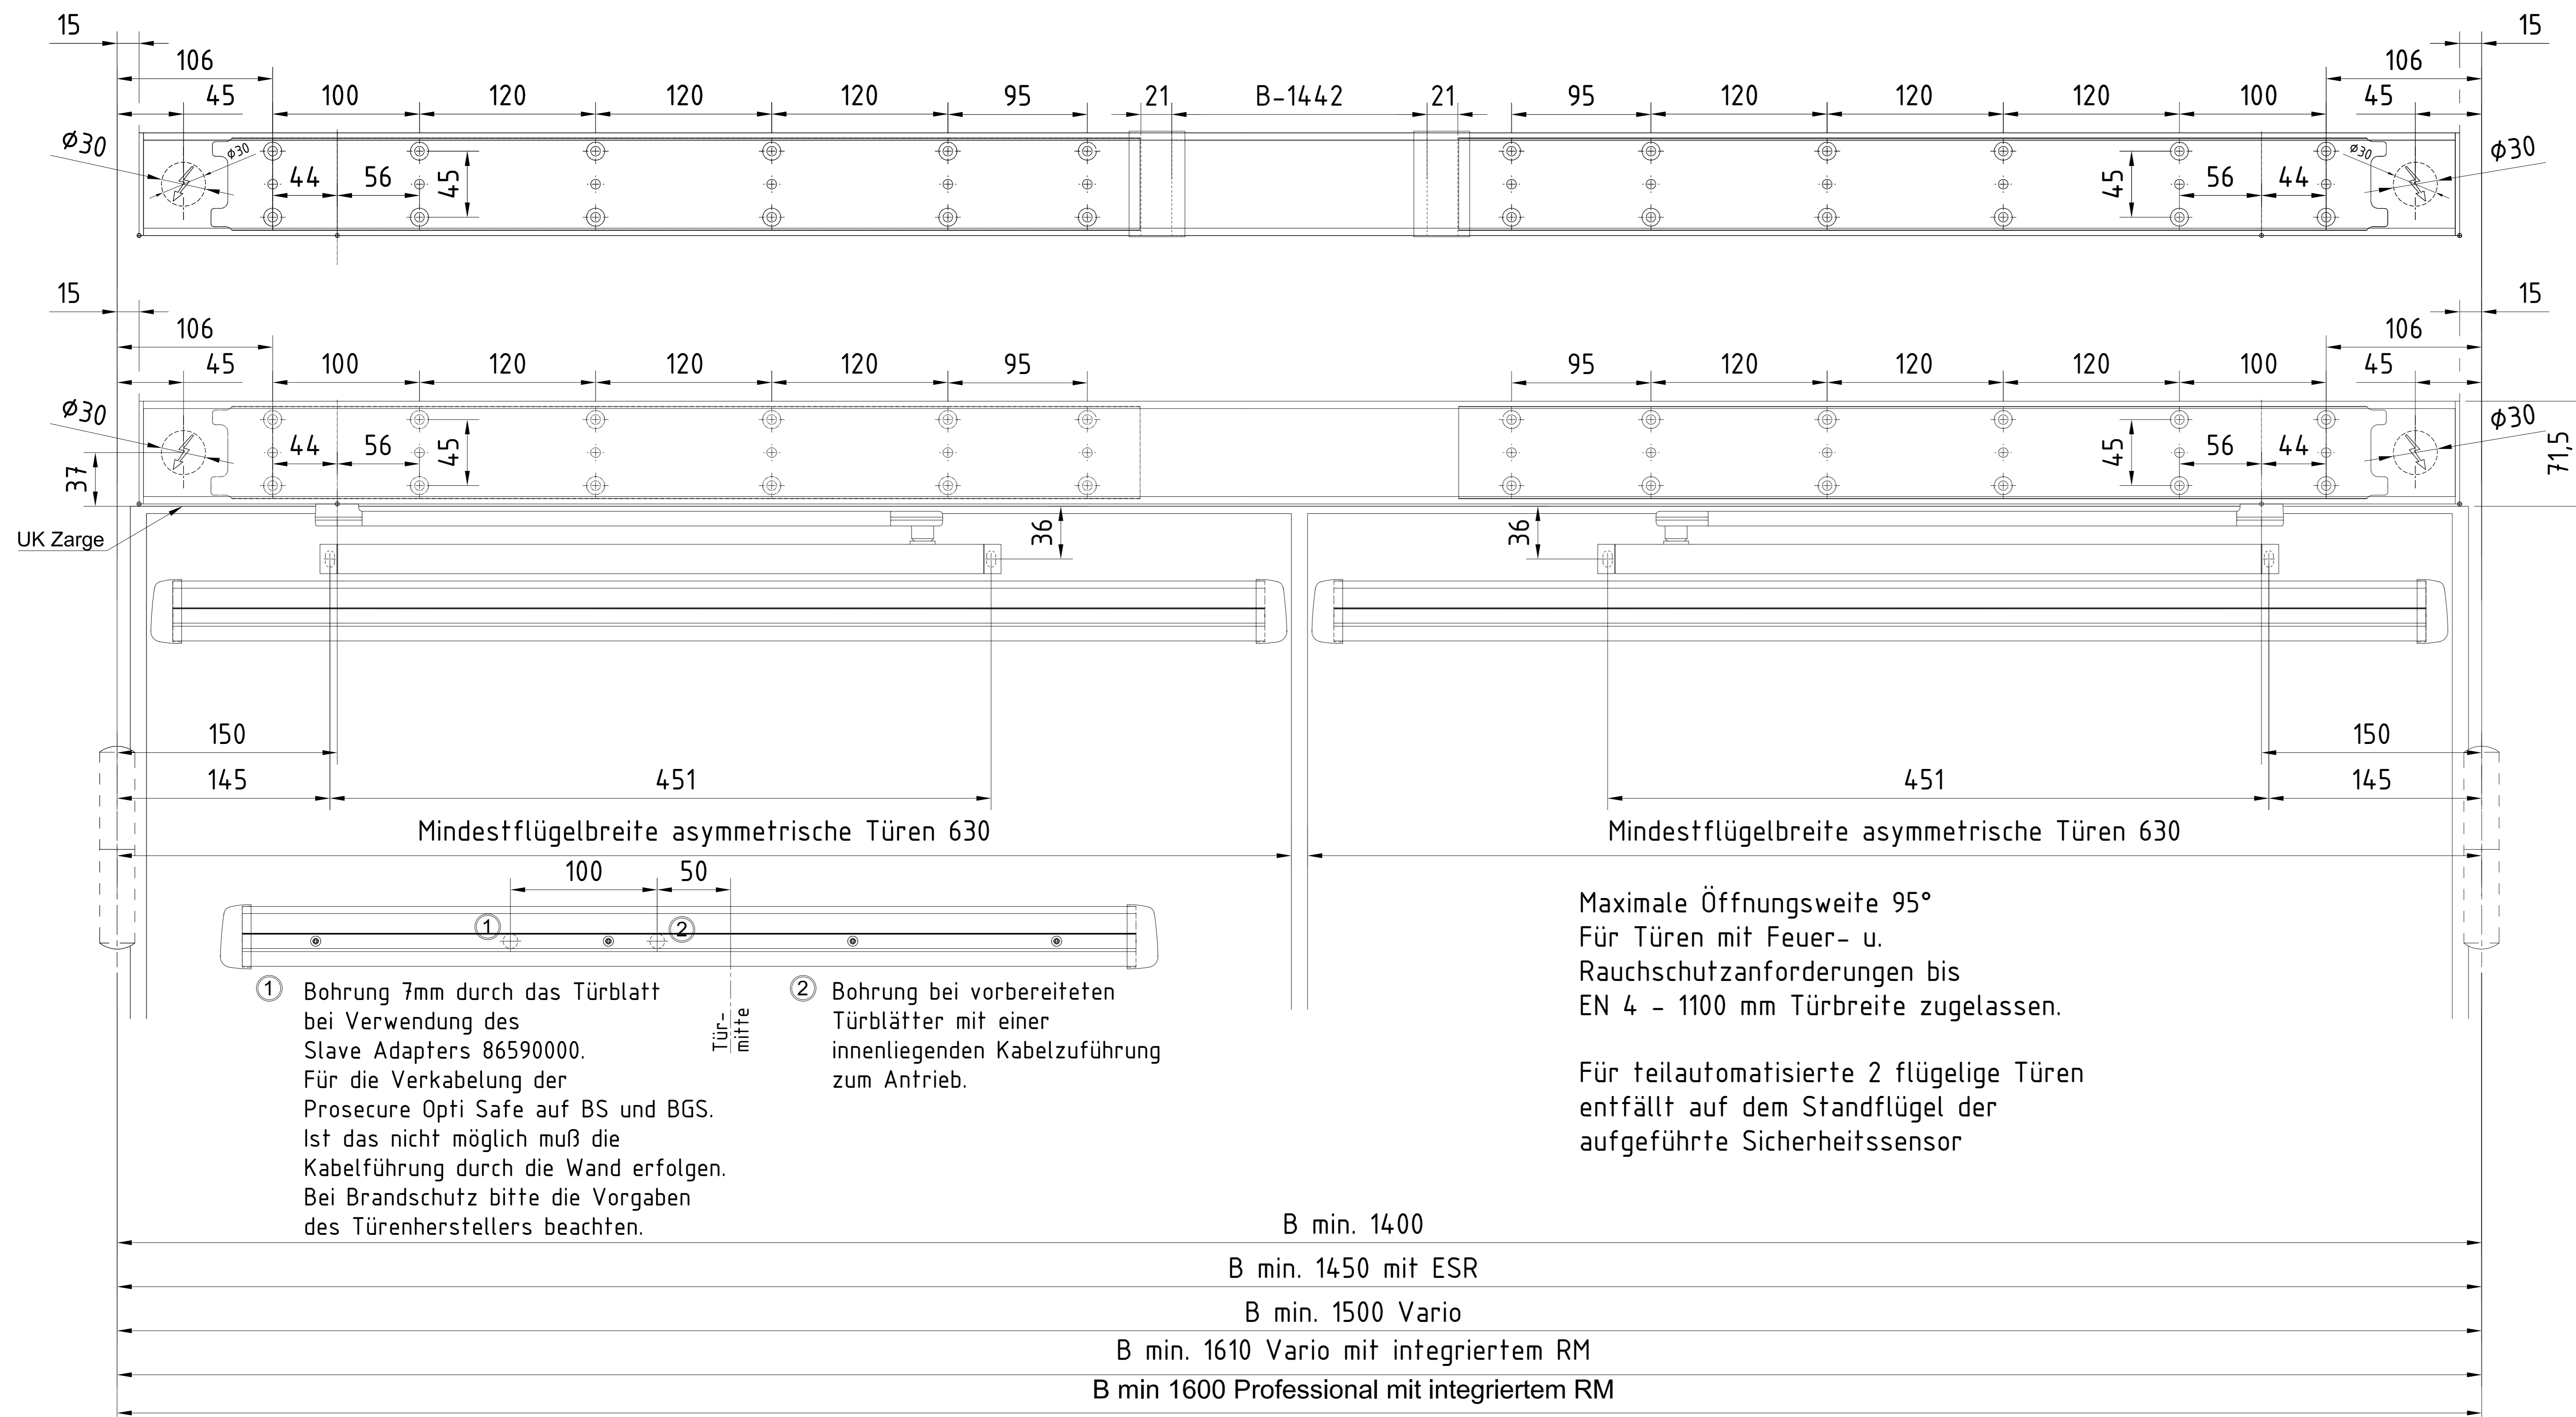 15
15
106
106
45
100
120
120
120
95
21
B-1442
21
95
120
120
120
100
45
Ø30
Ø30
44
56
45
45
56
44
Ø30
Ø30
15
15
106
106
45
100
120
120
120
95
95
120
120
120
100
45
Ø30
44
56
45
45
56
44
Ø30
37
71,5
UK Zarge
36
36
150
150
145
451
451
145
Mindestflügelbreite asymmetrische Türen 630
Mindestflügelbreite asymmetrische Türen 630
100
50
1
2
Tür-
mitte
1 Bohrung 7mm durch das Türblatt
bei Verwendung des
Slave Adapters 86590000.
Für die Verkabelung der
Prosecure Opti Safe auf BS und BGS.
Ist das nicht möglich muß die
Kabelführung durch die Wand erfolgen.
Bei Brandschutz bitte die Vorgaben
des Türenherstellers beachten.
2 Bohrung bei vorbereiteten
Türblätter mit einer
innenliegenden Kabelzuführung
zum Antrieb.
Maximale Öffnungsweite 95°
Für Türen mit Feuer- u.
Rauchschutzanforderungen bis
EN 4 - 1100 mm Türbreite zugelassen.
Für teilautomatisierte 2 flügelige Türen
entfällt auf dem Standflügel der
aufgeführte Sicherheitssensor
B min. 1400
B min. 1450 mit ESR
B min. 1500 Vario
B min. 1610 Vario mit integriertem RM
B min 1600 Professional mit integriertem RM